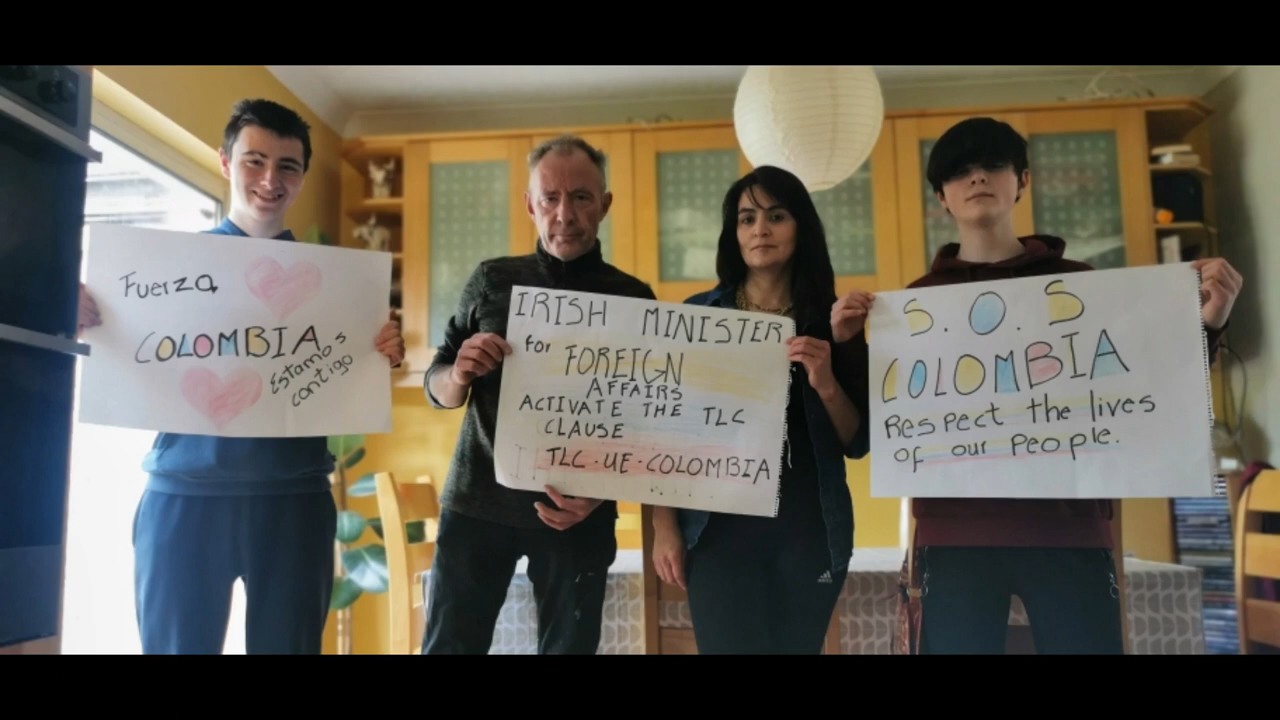 Fuerza
COLOMBIA
Estamos
contigo
IRISH MINISTER
for FOREIGN
AFFAIRS
ACTIVATE THE TLC
CLAUSE
TLC·UE·COLOMBIA
S.O.S
COLOMBIA
Respect the lives
of our People.
adidas